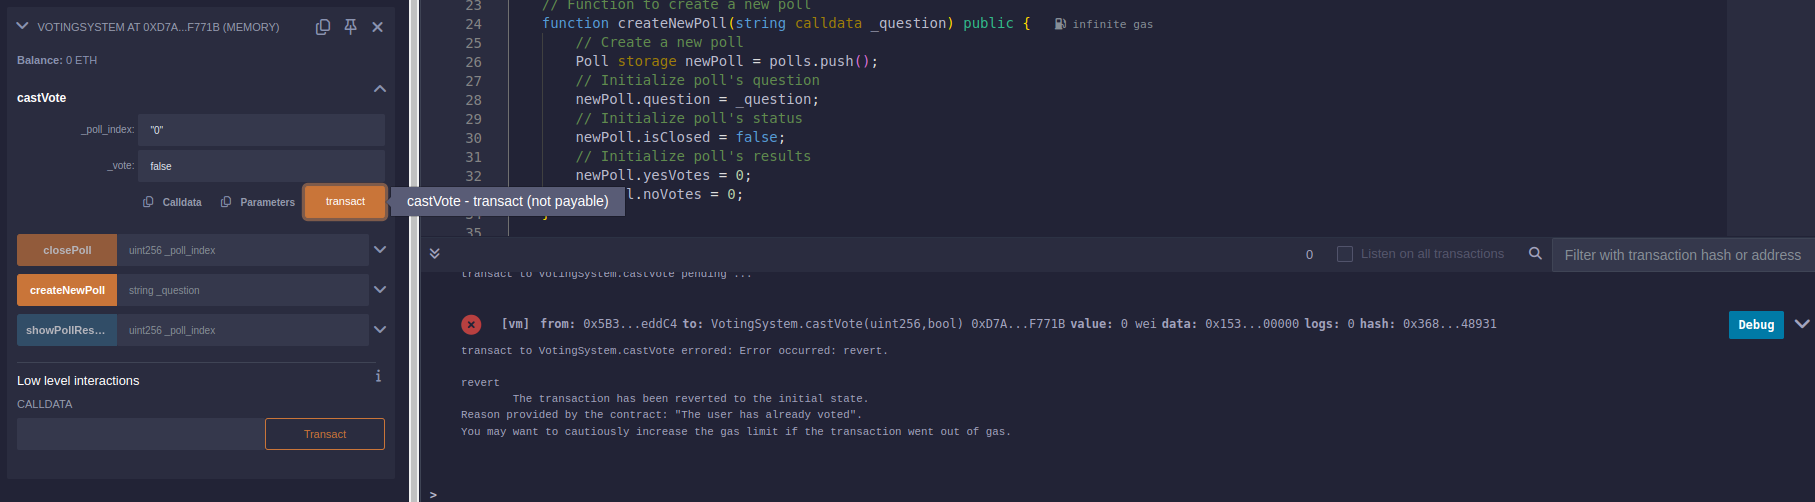 VOTINGSYSTEM AT 0XD7A...F771B (MEMORY)
Balance: 0 ETH
castVote
_poll_index: "0"
_vote: false
Calldata Parameters transact
castVote - transact (not payable)
closePoll uint256 _poll_index
createNewPoll string _question
showPollRes... uint256 _poll_index
Low level interactions
CALLDATA
Transact
23 // Function to create a new poll
24 function createNewPoll(string calldata _question) public { infinite gas
25 // Create a new poll
26 Poll storage newPoll = polls.push();
27 // Initialize poll's question
28 newPoll.question = _question;
29 // Initialize poll's status
30 newPoll.isClosed = false;
31 // Initialize poll's results
32 newPoll.yesVotes = 0;
l.noVotes = 0;
34 }
35
0 Listen on all transactions Filter with transaction hash or address
transact to VotingSystem.castVote pending ...
[vm] from: 0x5B3...eddC4 to: VotingSystem.castVote(uint256,bool) 0xD7A...F771B value: 0 wei data: 0x153...00000 logs: 0 hash: 0x368...48931 Debug
transact to VotingSystem.castVote errored: Error occurred: revert.
revert
The transaction has been reverted to the initial state.
Reason provided by the contract: "The user has already voted".
You may want to cautiously increase the gas limit if the transaction went out of gas.
>